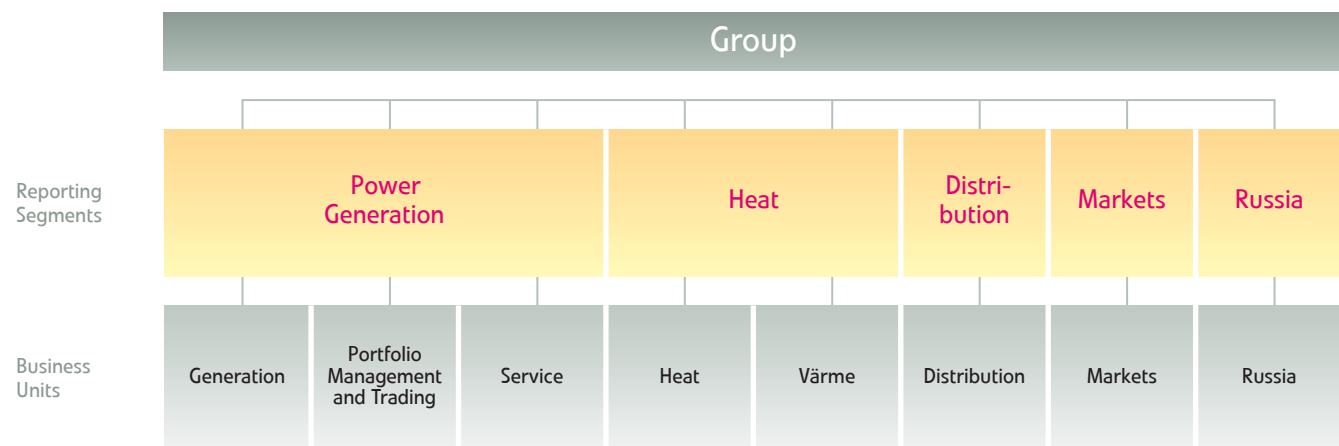 Group
Reporting
Segments
Power
Generation
Heat
Distri-
bution
Markets
Russia
Business
Units
Generation
Portfolio
Management
and Trading
Service
Heat
Värme
Distribution
Markets
Russia